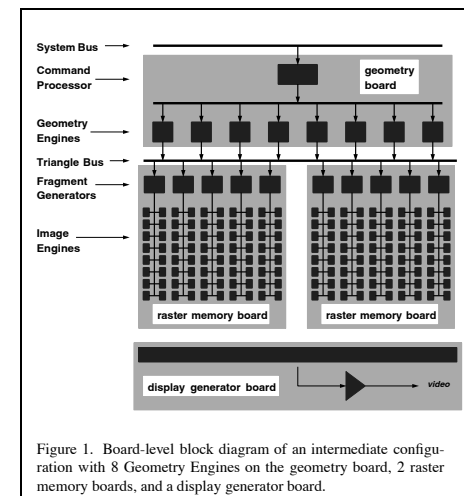 System Bus
Command
Processor
geometry
board
Geometry
Engines
Triangle Bus
Fragment
Generators
Image
Engines
raster memory board
raster memory board
display generator board
video
Figure 1. Board-level block diagram of an intermediate configu-
ration with 8 Geometry Engines on the geometry board, 2 raster
memory boards, and a display generator board.